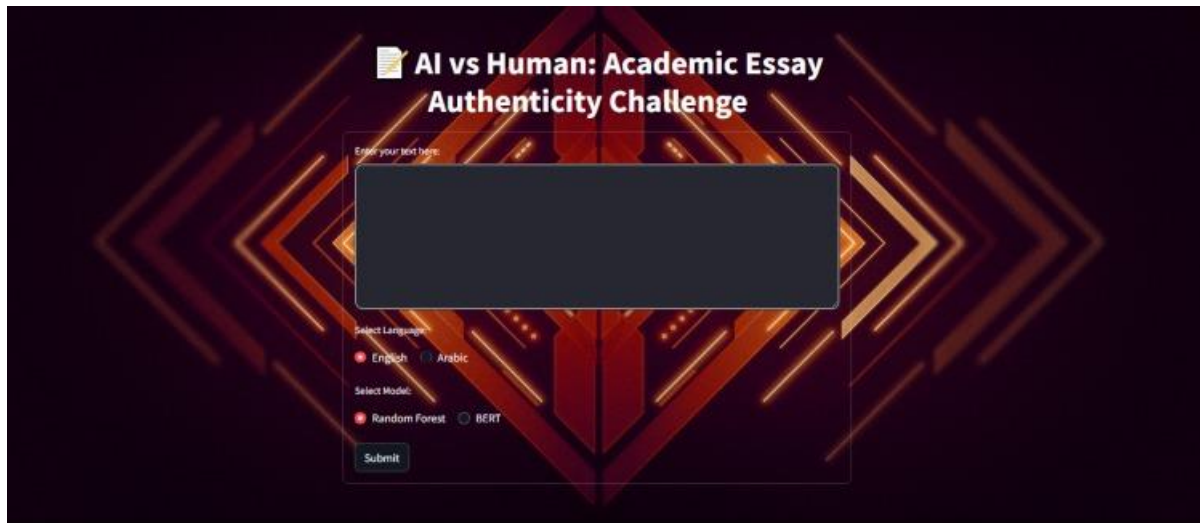 📝 AI vs Human: Academic Essay
Authenticity Challenge
Enter your text here:
Select Language:
English Arabic
Select Model:
Random Forest BERT
Submit